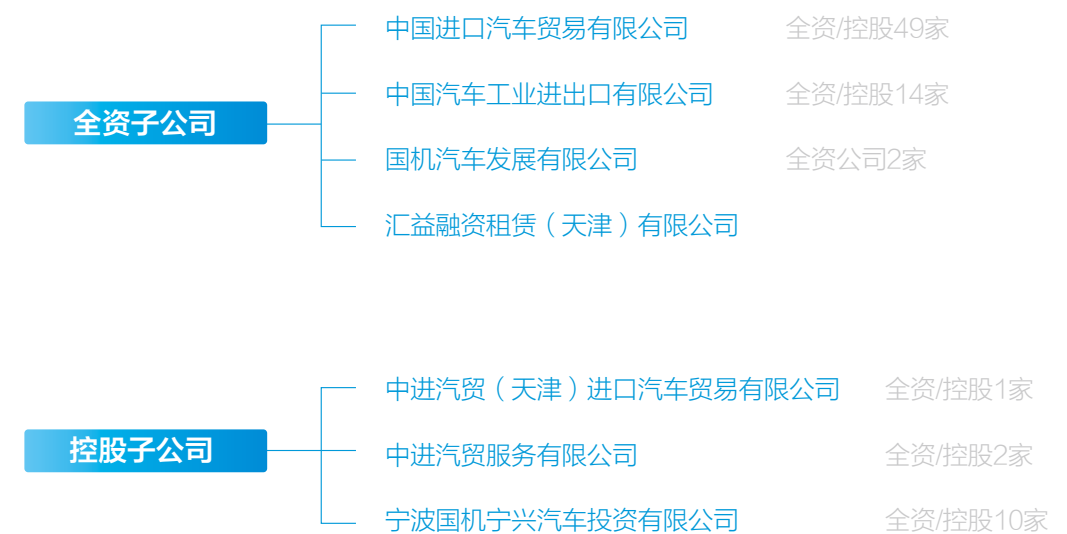 中国进口汽车贸易有限公司 全资/控股49家
中国汽车工业进出口有限公司 全资/控股14家
全资子公司
国机汽车发展有限公司 全资公司2家
汇益融资租赁（天津）有限公司
中进汽贸（天津）进口汽车贸易有限公司 全资/控股1家
控股子公司
中进汽贸服务有限公司 全资/控股2家
宁波国机宁兴汽车投资有限公司 全资/控股10家